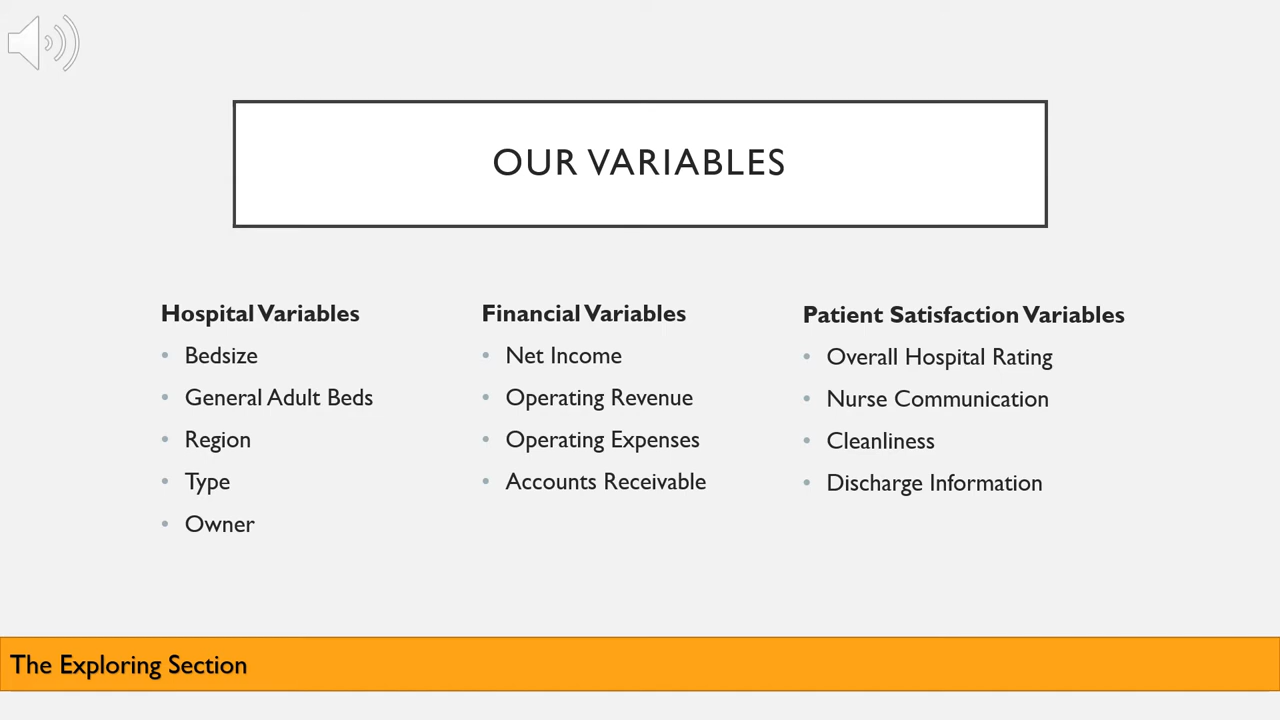 OUR VARIABLES
Hospital Variables
• Bedsize
• General Adult Beds
• Region
• Type
• Owner
Financial Variables
• Net Income
• Operating Revenue
• Operating Expenses
• Accounts Receivable
Patient Satisfaction Variables
• Overall Hospital Rating
• Nurse Communication
• Cleanliness
• Discharge Information
The Exploring Section